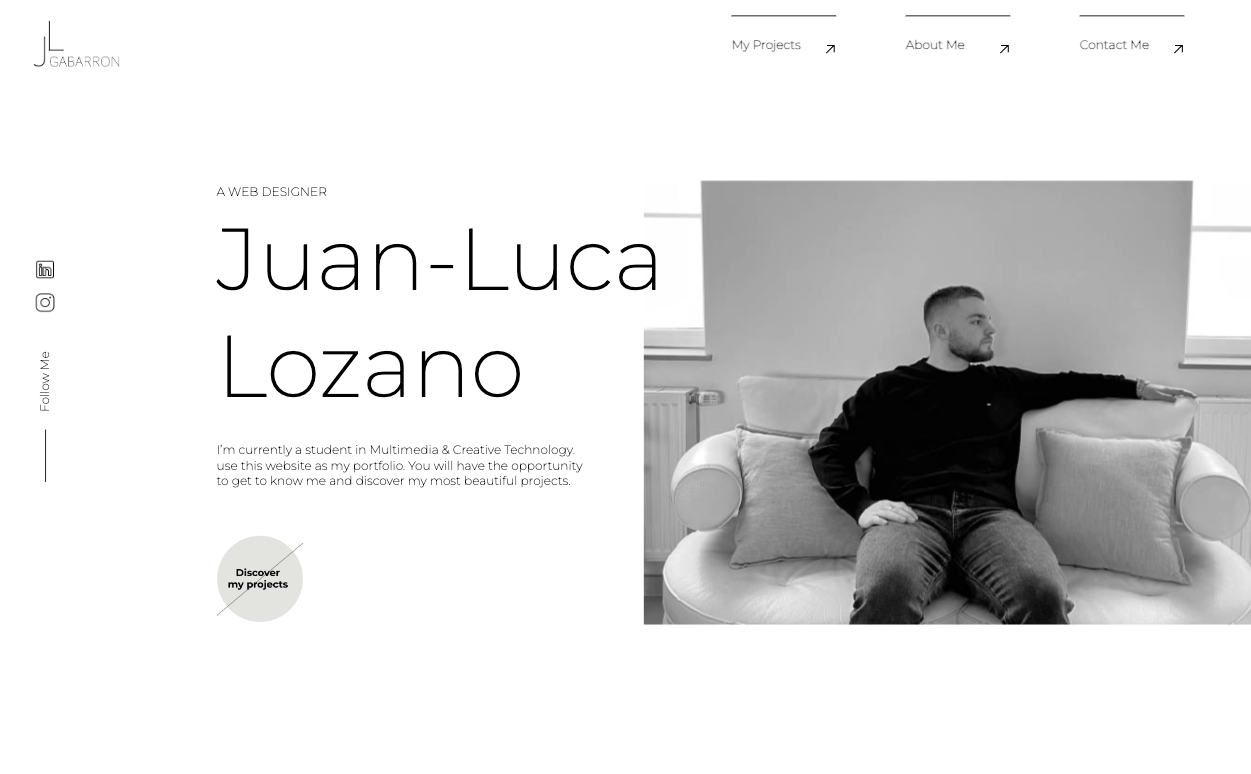 JL
GABARRON
My Projects
About Me
Contact Me
A WEB DESIGNER
Juan-Luca
Lozano
in
Follow Me
I'm currently a student in Multimedia & Creative Technology.
use this website as my portfolio. You will have the opportunity
to get to know me and discover my most beautiful projects.
Discover
my projects